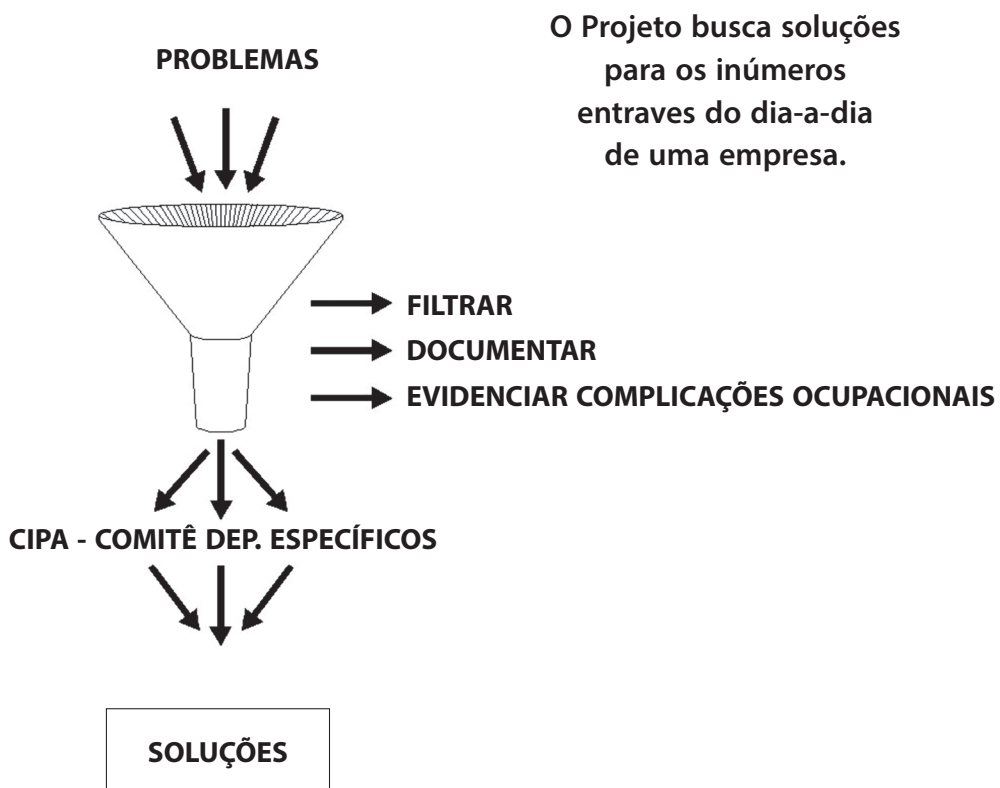 O Projeto busca soluções
para os inúmeros
entraves do dia-a-dia
de uma empresa.
PROBLEMAS
FILTRAR
DOCUMENTAR
EVIDENCIAR COMPLICAÇÕES OCUPACIONAIS
CIPA - COMITÊ DEP. ESPECÍFICOS
SOLUÇÕES